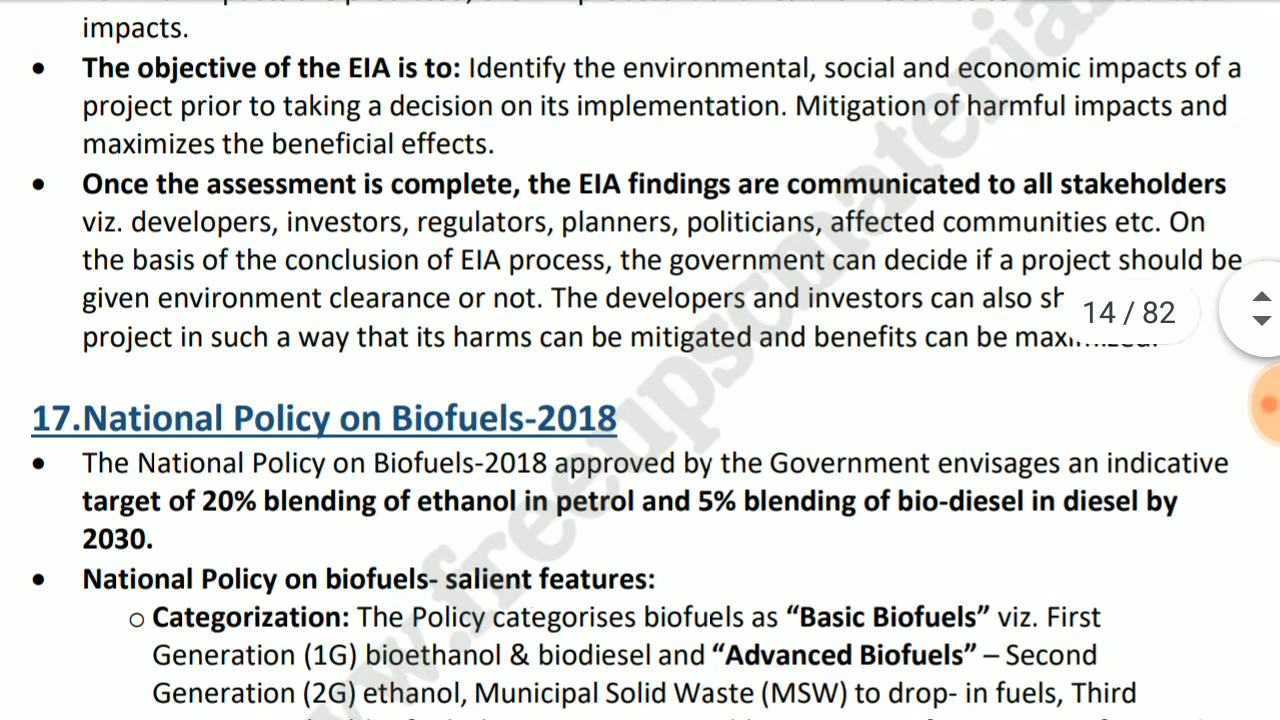 impacts.
• The objective of the EIA is to: Identify the environmental, social and economic impacts of a
project prior to taking a decision on its implementation. Mitigation of harmful impacts and
maximizes the beneficial effects.
• Once the assessment is complete, the EIA findings are communicated to all stakeholders
viz. developers, investors, regulators, planners, politicians, affected communities etc. On
the basis of the conclusion of EIA process, the government can decide if a project should be
given environment clearance or not. The developers and investors can also
14 / 82
project in such a way that its harms can be mitigated and benefits can be
17.National Policy on Biofuels-2018
• The National Policy on Biofuels-2018 approved by the Government envisages an indicative
target of 20% blending of ethanol in petrol and 5% blending of bio-diesel in diesel by
2030.
• National Policy on biofuels- salient features:
o Categorization: The Policy categorises biofuels as “Basic Biofuels” viz. First
Generation (1G) bioethanol & biodiesel and “Advanced Biofuels” – Second
Generation (2G) ethanol, Municipal Solid Waste (MSW) to drop- in fuels, Third